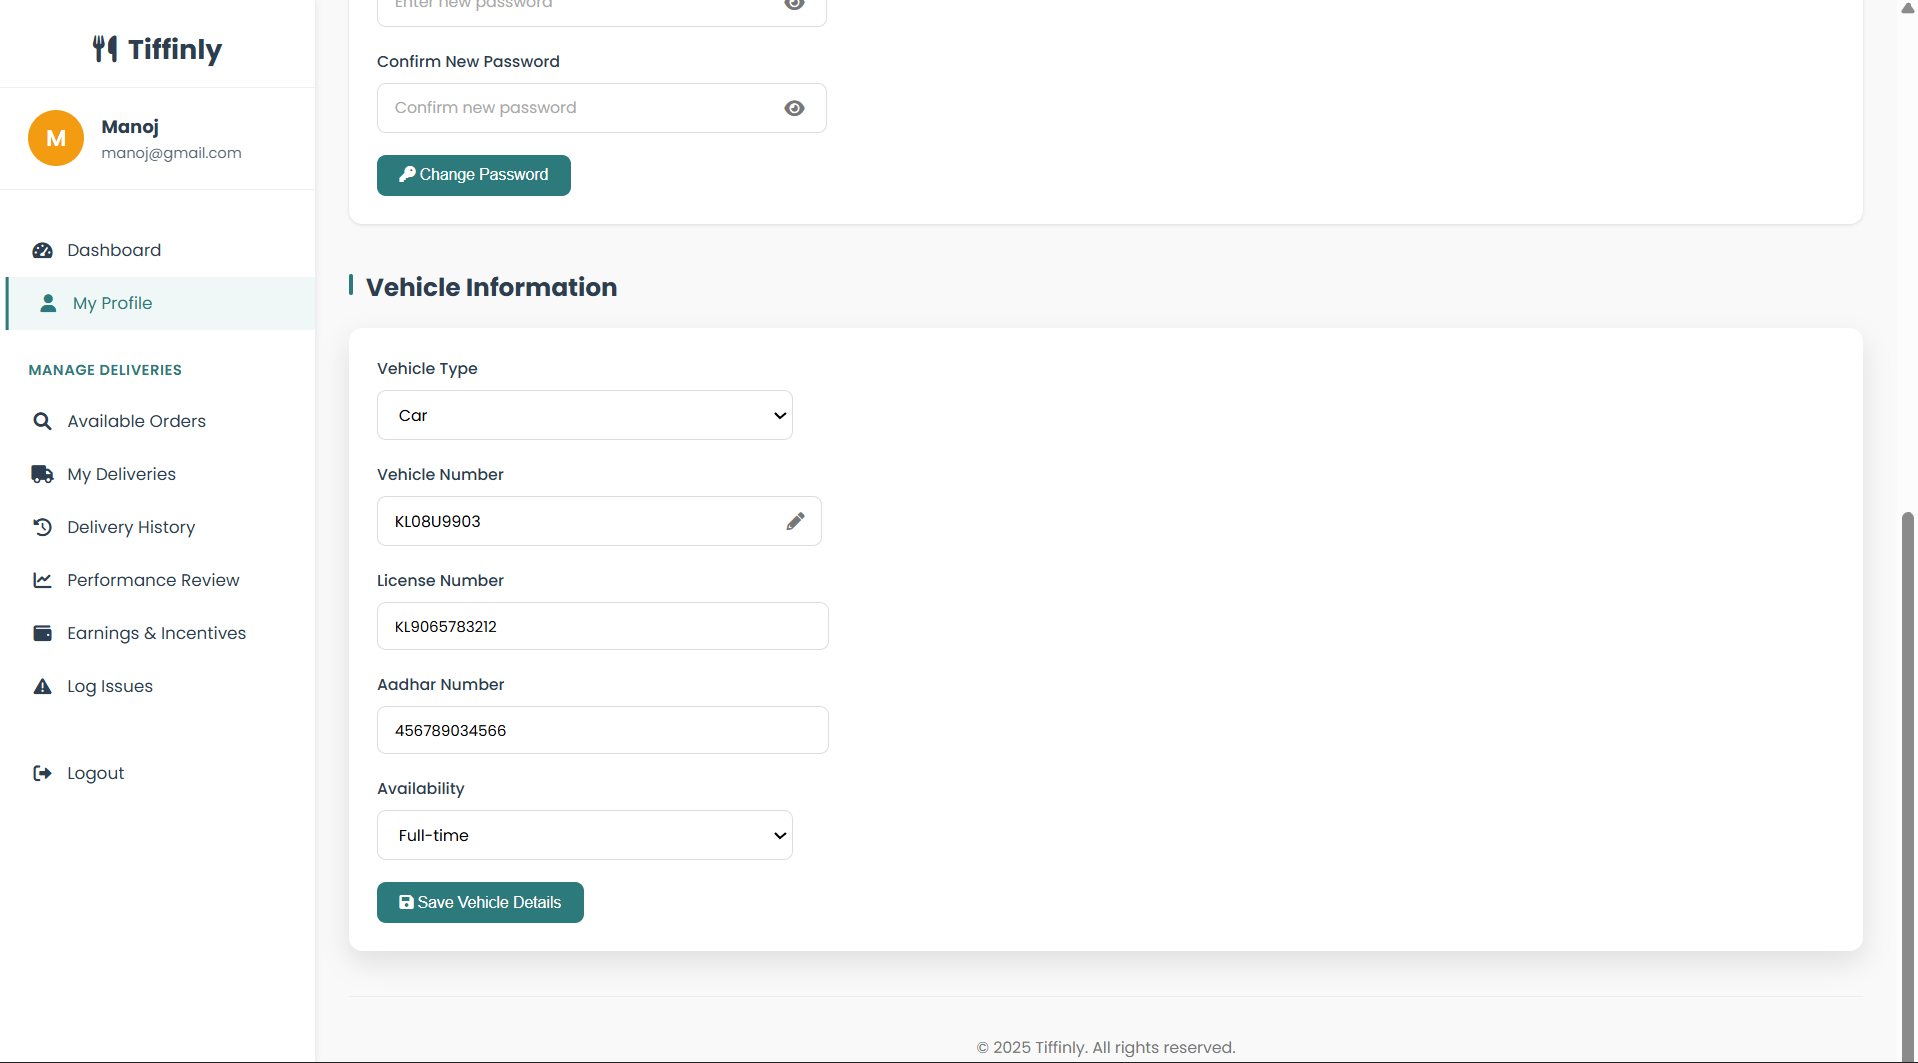 Tiffinly
M
Manoj
manoj@gmail.com
Dashboard
My Profile
MANAGE DELIVERIES
Available Orders
My Deliveries
Delivery History
Performance Review
Earnings & Incentives
Log Issues
Logout
Enter new password
Confirm New Password
Confirm new password
Change Password
Vehicle Information
Vehicle Type
Car
Vehicle Number
KL08U9903
License Number
KL9065783212
Aadhar Number
456789034566
Availability
Full-time
Save Vehicle Details
© 2025 Tiffinly. All rights reserved.